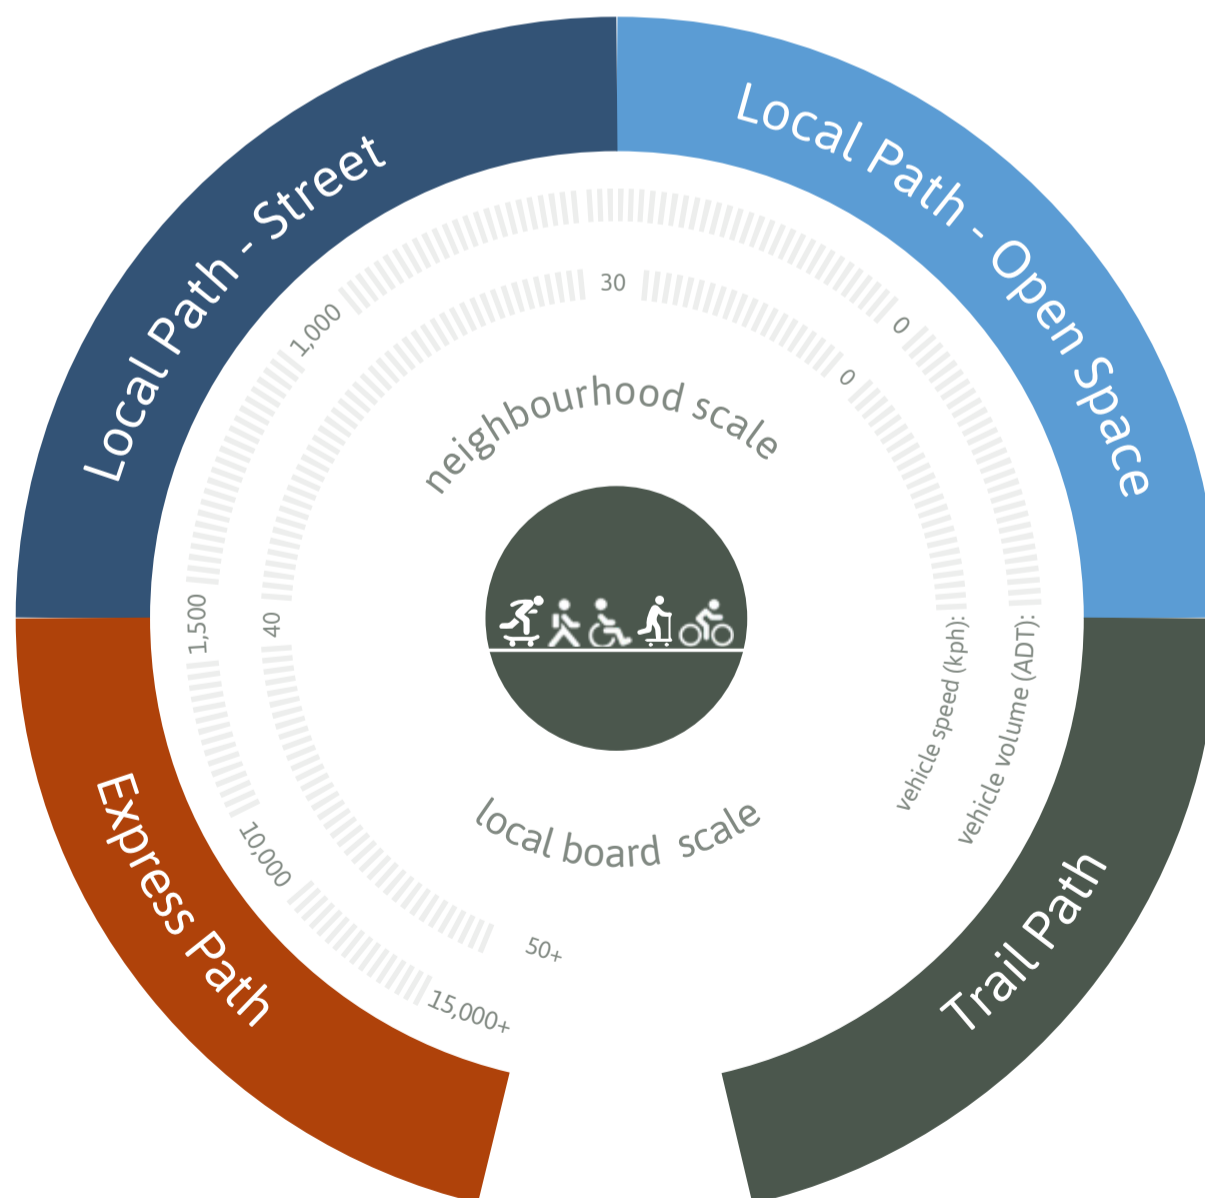 Local Path - Street
Local Path - Open Space
Express Path
Trail Path
1,000
0
1,500
10,000
15,000+
vehicle volume (ADT):
30
0
40
50+
vehicle speed (kph):
neighbourhood scale
local board scale